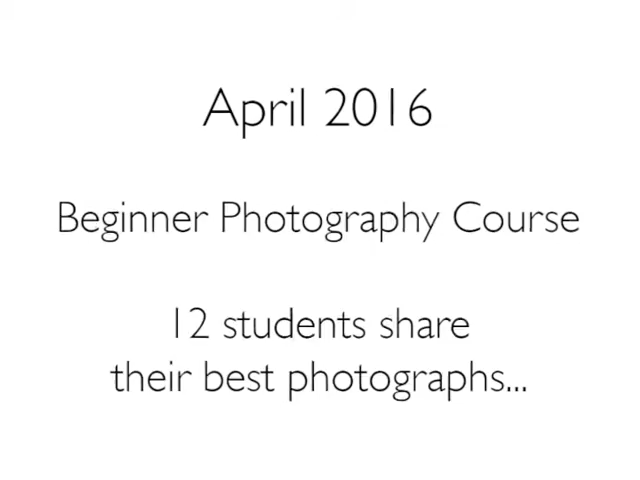 April 2016
Beginner Photography Course
12 students share
their best photographs...